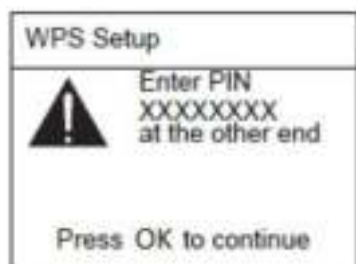 WPS Setup
Enter PIN
XXXXXXXX
at the other end
Press OK to continue